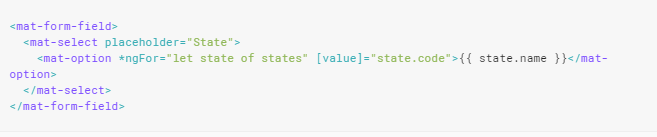 <mat-form-field>
  <mat-select placeholder="State">
    <mat-option *ngFor="let state of states" [value]="state.code">{{ state.name }}</mat-
option>
  </mat-select>
</mat-form-field>